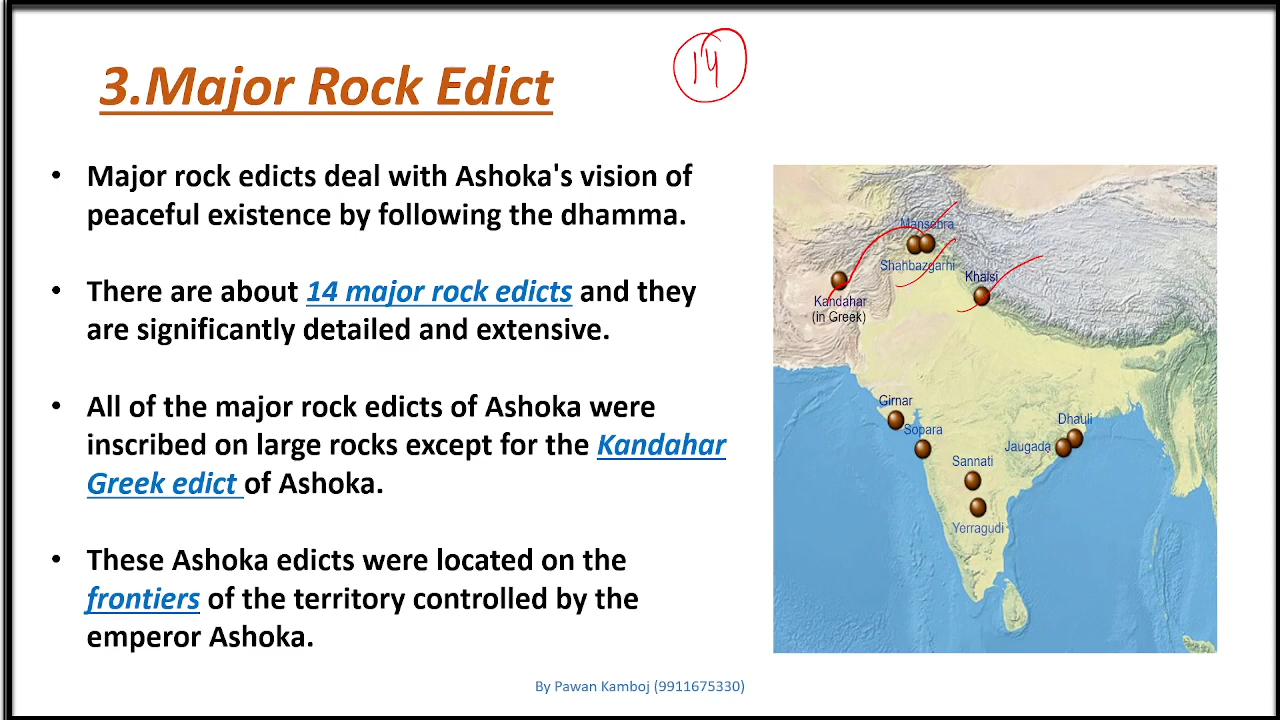 3.Major Rock Edict
14
• Major rock edicts deal with Ashoka's vision of
peaceful existence by following the dhamma.
• There are about 14 major rock edicts and they
are significantly detailed and extensive.
• All of the major rock edicts of Ashoka were
inscribed on large rocks except for the Kandahar
Greek edict of Ashoka.
• These Ashoka edicts were located on the
frontiers of the territory controlled by the
emperor Ashoka.
Mansehra
Shahbazgarhi
Khalsi
Kandahar
(in Greek)
Girnar
Sopara
Dhauli
Jaugada
Sannati
Yerragudi
By Pawan Kamboj (9911675330)